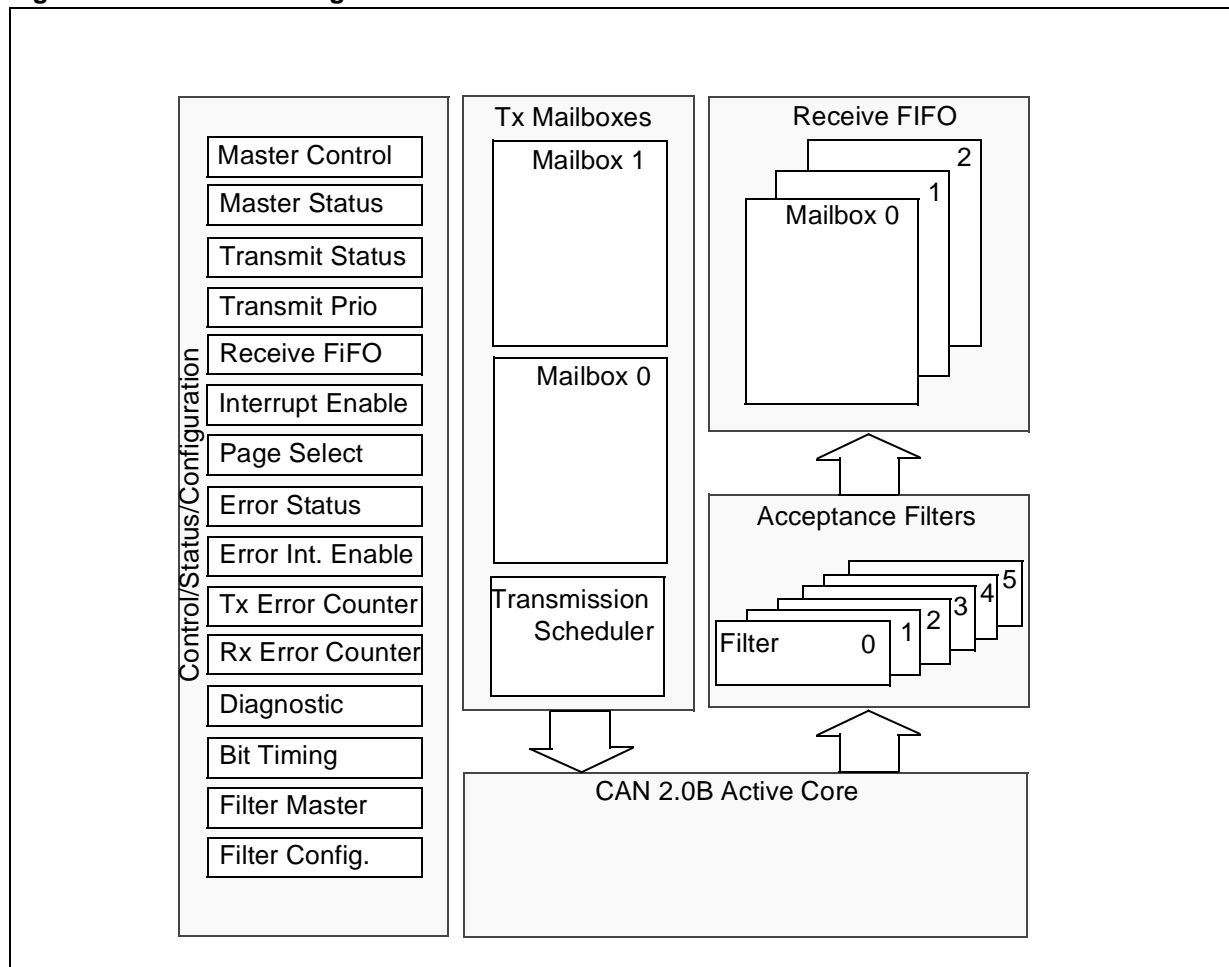 Control/Status/Configuration
Master Control
Master Status
Transmit Status
Transmit Prio
Receive FiFO
Interrupt Enable
Page Select
Error Status
Error Int. Enable
Tx Error Counter
Rx Error Counter
Diagnostic
Bit Timing
Filter Master
Filter Config.
Tx Mailboxes
Mailbox 1
Mailbox 0
Transmission
Scheduler
Receive FIFO
2
1
Mailbox 0
Acceptance Filters
5
4
3
2
1
Filter 0
CAN 2.0B Active Core